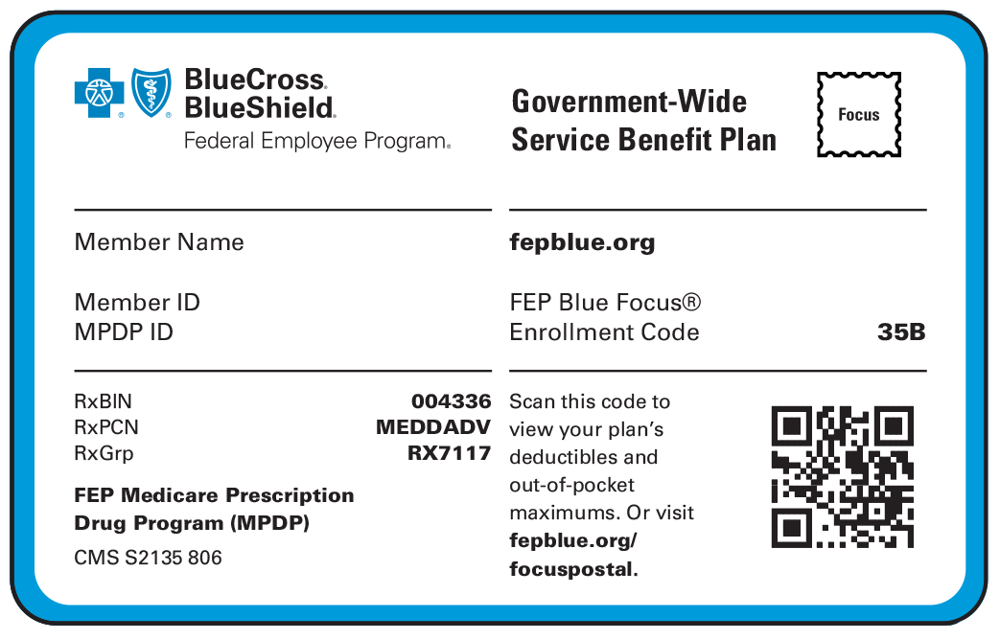 BlueCross®
BlueShield®
Federal Employee Program®
Government-Wide
Service Benefit Plan
Focus
Member Name
fepblue.org
Member ID
MPDP ID
FEP Blue Focus®
Enrollment Code 35B
RxBIN 004336
RxPCN MEDDADV
RxGrp RX7117
FEP Medicare Prescription
Drug Program (MPDP)
CMS S2135 806
Scan this code to
view your plan’s
deductibles and
out-of-pocket
maximums. Or visit
fepblue.org/
focuspostal.